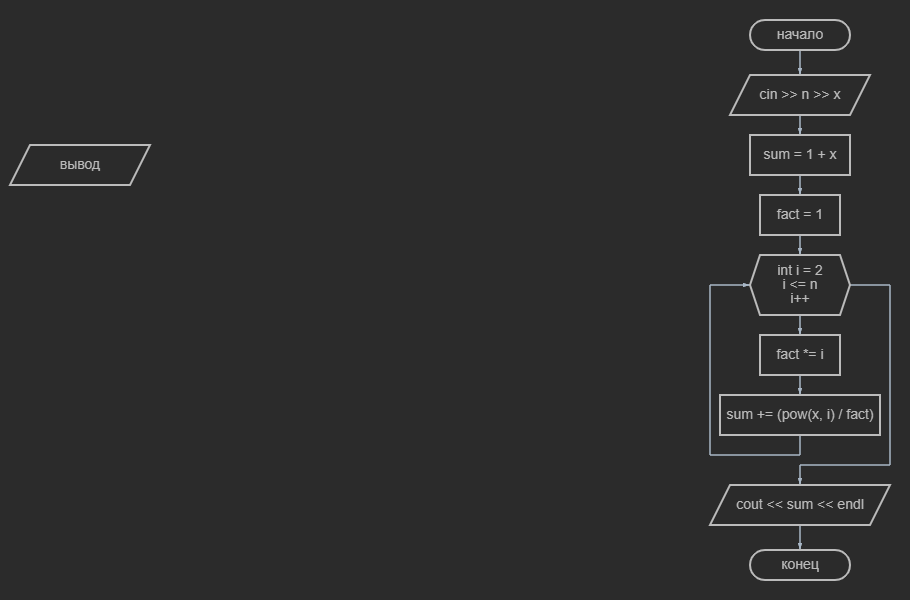 начало
cin >> n >> x
вывод
sum = 1 + x
fact = 1
int i = 2
i <= n
i++
fact *= i
sum += (pow(x, i) / fact)
cout << sum << endl
конец